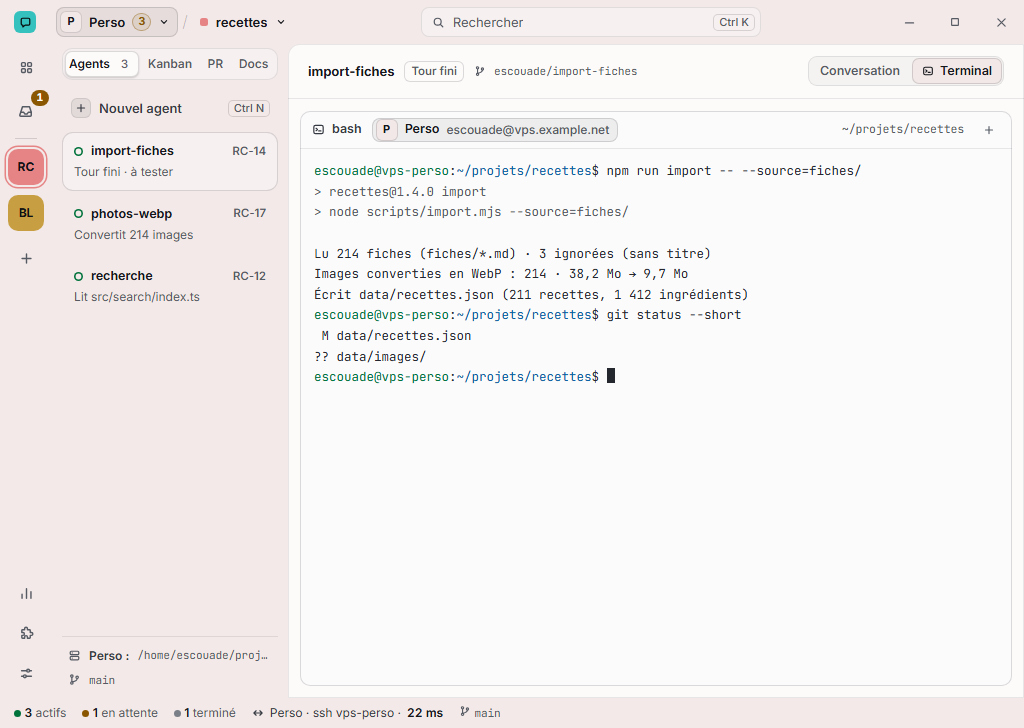 P Perso 3 / recettes
Rechercher Ctrl K
1
RC
BL
Agents 3 Kanban PR Docs
Nouvel agent Ctrl N
import-fiches RC-14
Tour fini · à tester
photos-webp RC-17
Convertit 214 images
recherche RC-12
Lit src/search/index.ts
Perso : /home/escouade/proj…
main
import-fiches Tour fini escouade/import-fiches
Conversation Terminal
bash P Perso escouade@vps.example.net ~/projets/recettes
escouade@vps-perso:~/projets/recettes$ npm run import -- --source=fiches/
> recettes@1.4.0 import
> node scripts/import.mjs --source=fiches/
Lu 214 fiches (fiches/*.md) · 3 ignorées (sans titre)
Images converties en WebP : 214 · 38,2 Mo → 9,7 Mo
Écrit data/recettes.json (211 recettes, 1 412 ingrédients)
escouade@vps-perso:~/projets/recettes$ git status --short
M data/recettes.json
?? data/images/
escouade@vps-perso:~/projets/recettes$
3 actifs 1 en attente 1 terminé Perso · ssh vps-perso · 22 ms main